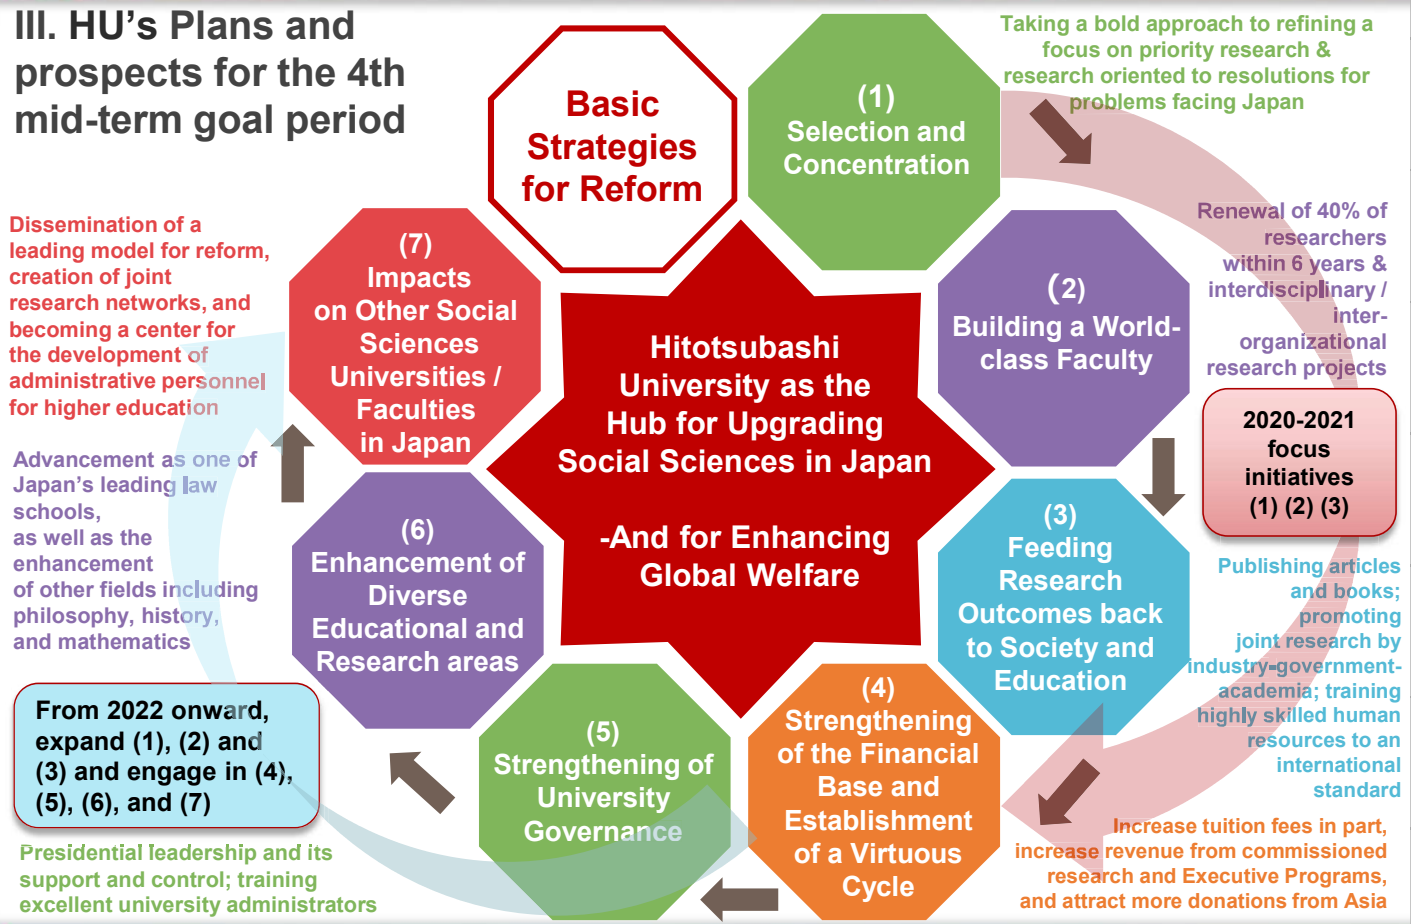 III. HU's Plans and
prospects for the 4th
mid-term goal period
Basic
Strategies
for Reform
(1)
Selection and
Concentration
Taking a bold approach to refining a
focus on priority research &
research oriented to resolutions for
problems facing Japan
(2)
Building a World-
class Faculty
Renewal of 40% of
researchers
within 6 years &
interdisciplinary /
inter-
organizational
research projects
2020-2021
focus
initiatives
(1) (2) (3)
(3)
Feeding
Research
Outcomes back
to Society and
Education
Publishing articles
and books;
promoting
joint research by
industry-government-
academia; training
highly skilled human
resources to an
international
standard
(4)
Strengthening
of the Financial
Base and
Establishment
of a Virtuous
Cycle
Increase tuition fees in part,
increase revenue from commissioned
research and Executive Programs,
and attract more donations from Asia
(5)
Strengthening of
University
Governance
Presidential leadership and its
support and control; training
excellent university administrators
From 2022 onward,
expand (1), (2) and
(3) and engage in (4),
(5), (6), and (7)
(6)
Enhancement of
Diverse
Educational and
Research areas
Advancement as one of
Japan's leading law
schools,
as well as the
enhancement
of other fields including
philosophy, history,
and mathematics
(7)
Impacts
on Other Social
Sciences
Universities /
Faculties
in Japan
Dissemination of a
leading model for reform,
creation of joint
research networks, and
becoming a center for
the development of
administrative personnel
for higher education
Hitotsubashi
University as the
Hub for Upgrading
Social Sciences in Japan
-And for Enhancing
Global Welfare